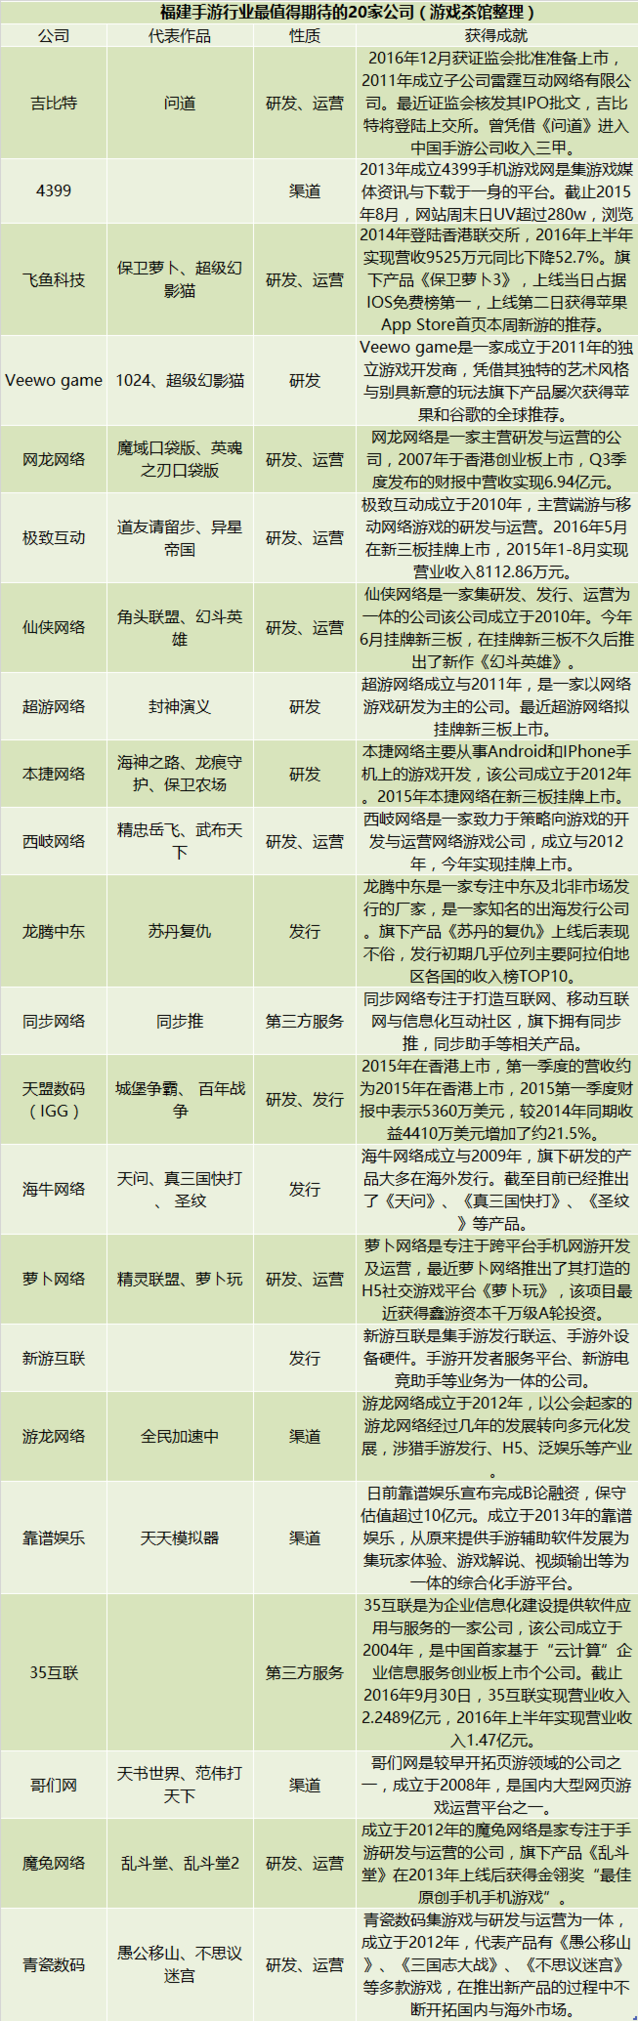 福建手游行业最值得期待的20家公司（游戏茶馆整理）
公司 代表作品 性质 获得成就
吉比特 问道 研发、运营
2016年12月获证监会批准准备上市，
2011年成立子公司雷霆互动网络有限公
司。最近证监会核发其IPO批文，吉比
特将登陆上交所。曾凭借《问道》进入
中国手游公司收入三甲。
4399 渠道
2013年成立4399手机游戏网是集游戏媒
体资讯与下载于一身的平台。截止2015
年8月，网站周末日UV超过280w，浏览
飞鱼科技 保卫萝卜、超级幻
影猫 研发、运营
2014年登陆香港联交所，2016年上半年
实现营收9525万元同比下降52.7%。旗
下产品《保卫萝卜3》，上线当日占据
IOS免费榜第一，上线第二日获得苹果
App Store首页本周新游的推荐。
Veewo game 1024、超级幻影猫 研发
Veewo game是一家成立于2011年的独
立游戏开发商，凭借其独特的艺术风格
与别具新意的玩法旗下产品屡次获得苹
果和谷歌的全球推荐。
网龙网络 魔域口袋版、英魂
之刃口袋版 研发、运营
网龙网络是一家主营研发与运营的公
司，2007年于香港创业板上市，Q3季
度发布的财报中营收实现6.94亿元。
极致互动 道友请留步、异星
帝国 研发、运营
极致互动成立于2010年，主营端游与移
动网络游戏的研发与运营。2016年5月
在新三板挂牌上市，2015年1-8月实现
营业收入8112.86万元。
仙侠网络 角头联盟、幻斗英
雄 研发、运营
仙侠网络是一家集研发、发行、运营为
一体的公司该公司成立于2010年。今年
6月挂牌新三板，在挂牌新三板不久后推
出了新作《幻斗英雄》。
超游网络 封神演义 研发
超游网络成立与2011年，是一家以网络
游戏研发为主的公司。最近超游网络拟
挂牌新三板上市。
本捷网络 海神之路、龙痕守
护、保卫农场 研发
本捷网络主要从事Android和IPhone手
机上的游戏开发，该公司成立于2012年
。2015年本捷网络在新三板挂牌上市。
西岐网络 精忠岳飞、武布天
下 研发、运营
西岐网络是一家致力于策略向游戏的开
发与运营网络游戏公司，成立与2012
年，今年实现挂牌上市。
龙腾中东 苏丹复仇 发行
龙腾中东是一家专注中东及北非市场发
行的厂家，是一家知名的出海发行公司
。旗下产品《苏丹的复仇》上线后表现
不俗，发行初期几乎位列主要阿拉伯地
区各国的收入榜TOP10。
同步网络 同步推 第三方服务
同步网络专注于打造互联网、移动互联
网与信息化互动社区，旗下拥有同步
推，同步助手等相关产品。
天盟数码
（IGG） 城堡争霸、 百年战
争 研发、发行
2015年在香港上市，第一季度的营收约
为2015年在香港上市，2015第一季度财
报中表示5360万美元，较2014年同期收
益4410万美元增加了约21.5%。
海牛网络 天问、真三国快打
、 圣纹 发行
海牛网络成立与2009年，旗下研发的产
品大多在海外发行。截至目前已经推出
了《天问》、《真三国快打》、《圣纹
》等产品。
萝卜网络 精灵联盟、萝卜玩 研发、运营
萝卜网络是专注于跨平台手机网游开发
及运营，最近萝卜网络推出了其打造的
H5社交游戏平台《萝卜玩》，该项目最
近获得鑫游资本千万级A轮投资。
新游互联 发行
新游互联是集手游发行联运、手游外设
备硬件。手游开发者服务平台、新游电
竞助手等业务为一体的公司。
游龙网络 全民加速中 渠道
游龙网络成立于2012年，以公会起家的
游龙网络经过几年的发展转向多元化发
展，涉猎手游发行、H5、泛娱乐等产业
。
靠谱娱乐 天天模拟器 渠道
日前靠谱娱乐宣布完成B论融资，保守
估值超过10亿元。成立于2013年的靠谱
娱乐，从原来提供手游辅助软件发展为
集玩家体验、游戏解说、视频输出等为
一体的综合化手游平台。
35互联 第三方服务
35互联是为企业信息化建设提供软件应
用与服务的一家公司，该公司成立于
2004年，是中国首家基于“云计算”企
业信息服务创业板上市个公司。截止
2016年9月30日，35互联实现营业收入
2.2489亿元，2016年上半年实现营业收
入1.47亿元。
哥们网 天书世界、范伟打
天下 渠道
哥们网是较早开拓页游领域的公司之
一，成立于2008年，是国内大型网页游
戏运营平台之一。
魔兔网络 乱斗堂、乱斗堂2 研发、运营
成立于2012年的魔兔网络是家专注于手
游研发与运营的公司，旗下产品《乱斗
堂》在2013年上线后获得金翎奖“最佳
原创手机手机游戏”。
青瓷数码 愚公移山、不思议
迷宫 研发、运营
青瓷数码集游戏与研发与运营为一体，
成立于2012年，代表产品有《愚公移山
》、《三国志大战》、《不思议迷宫》
等多款游戏，在推出新产品的过程中不
断开拓国内与海外市场。